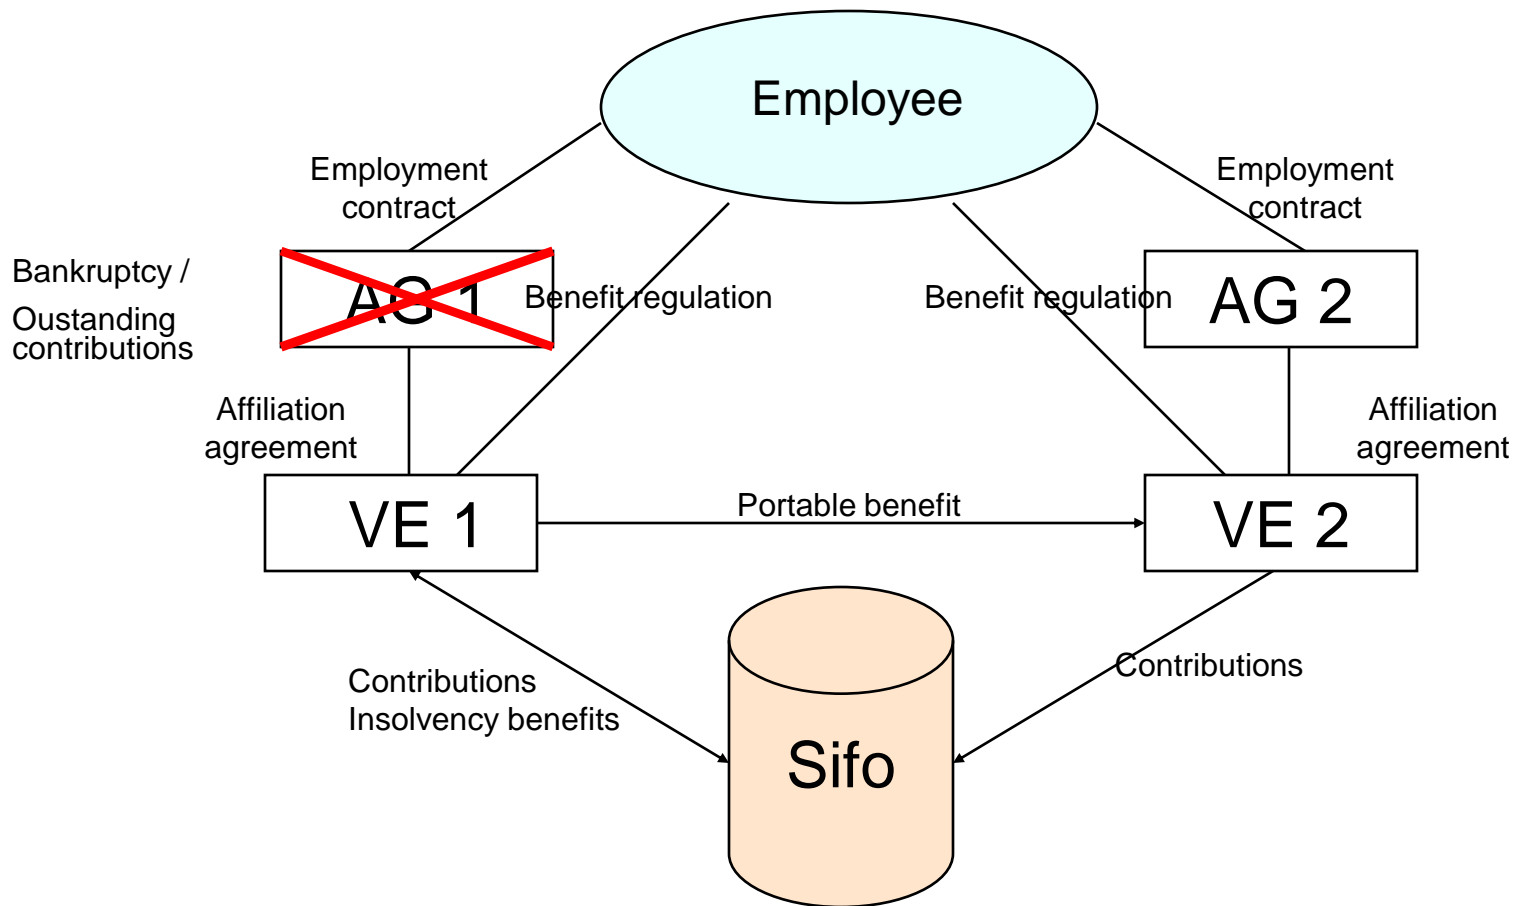 Employee
Employment
contract
Employment
contract
Bankruptcy /
Oustanding
contributions
AG 1
Benefit regulation
Benefit regulation
AG 2
Affiliation
agreement
Affiliation
agreement
VE 1
Portable benefit
VE 2
Contributions
Insolvency benefits
Contributions
Sifo